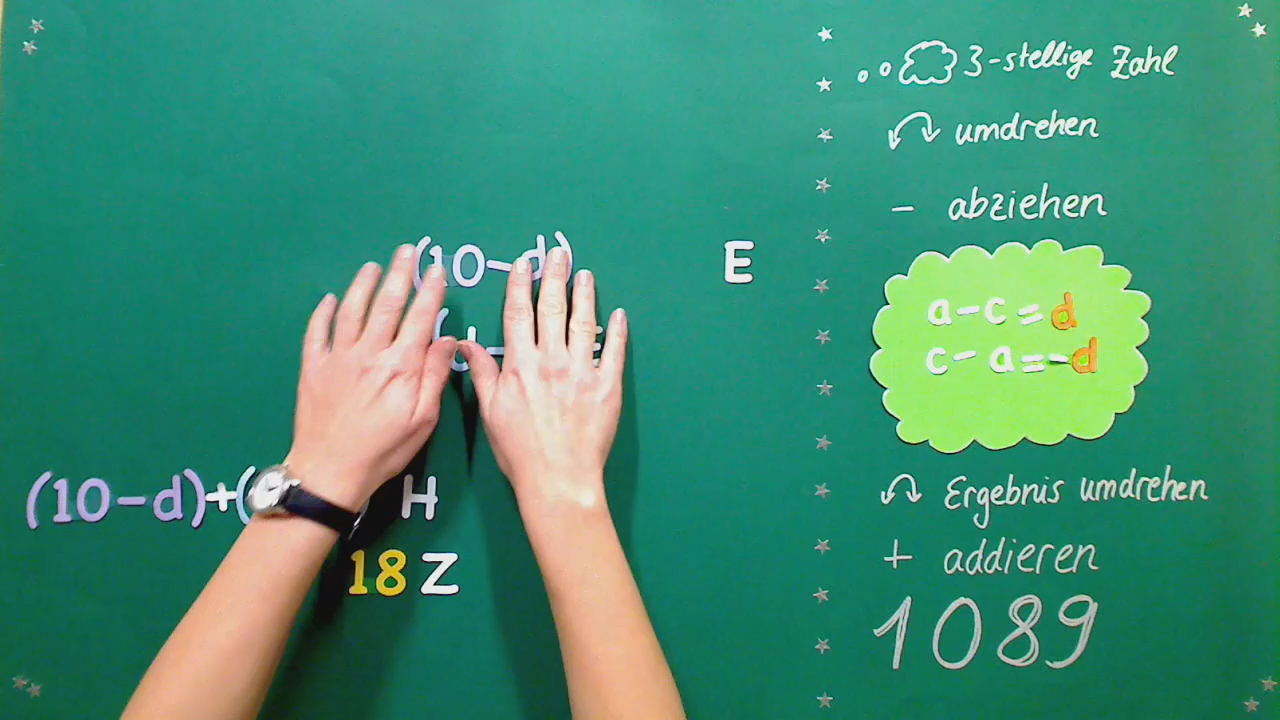 (10-d) E
(d-
(10-d)+( H
18 Z
3-stellige Zahl
umdrehen
- abziehen
a-c=d
c-a=-d
Ergebnis umdrehen
+ addieren
1089